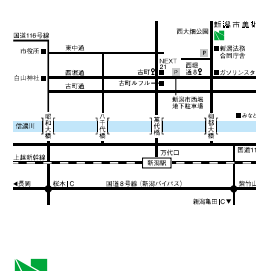 新潟市美
西大畑公園
国道116号線
東中通
新潟法務
合同庁舎
市役所
P
NEXT
21
西堀
通り
西堀通
古町
P
ガソリンスタ
白山神社
古町ルフル
古町通
新潟市西堀
地下駐車場
昭和大橋
八千代橋
萬代橋
柳都大橋
みな
信濃川
国道11
万代口
上越新幹線
新潟駅
長岡
桜木IC
国道8号線(新潟バイパス)
紫竹山
新潟亀田IC